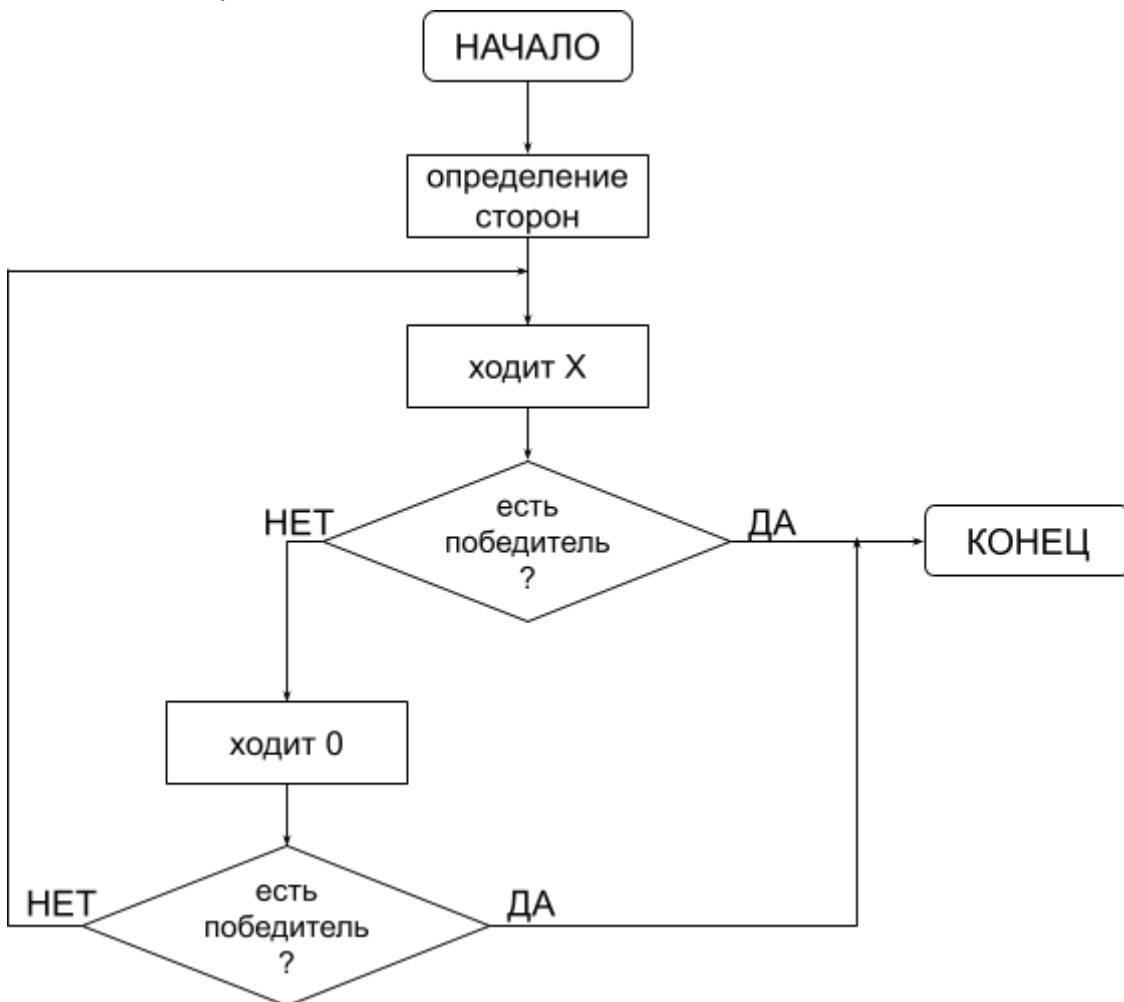 НАЧАЛО
определение
сторон
ходит X
есть
победитель
?
НЕТ
ДА
КОНЕЦ
ходит 0
есть
победитель
?
НЕТ
ДА